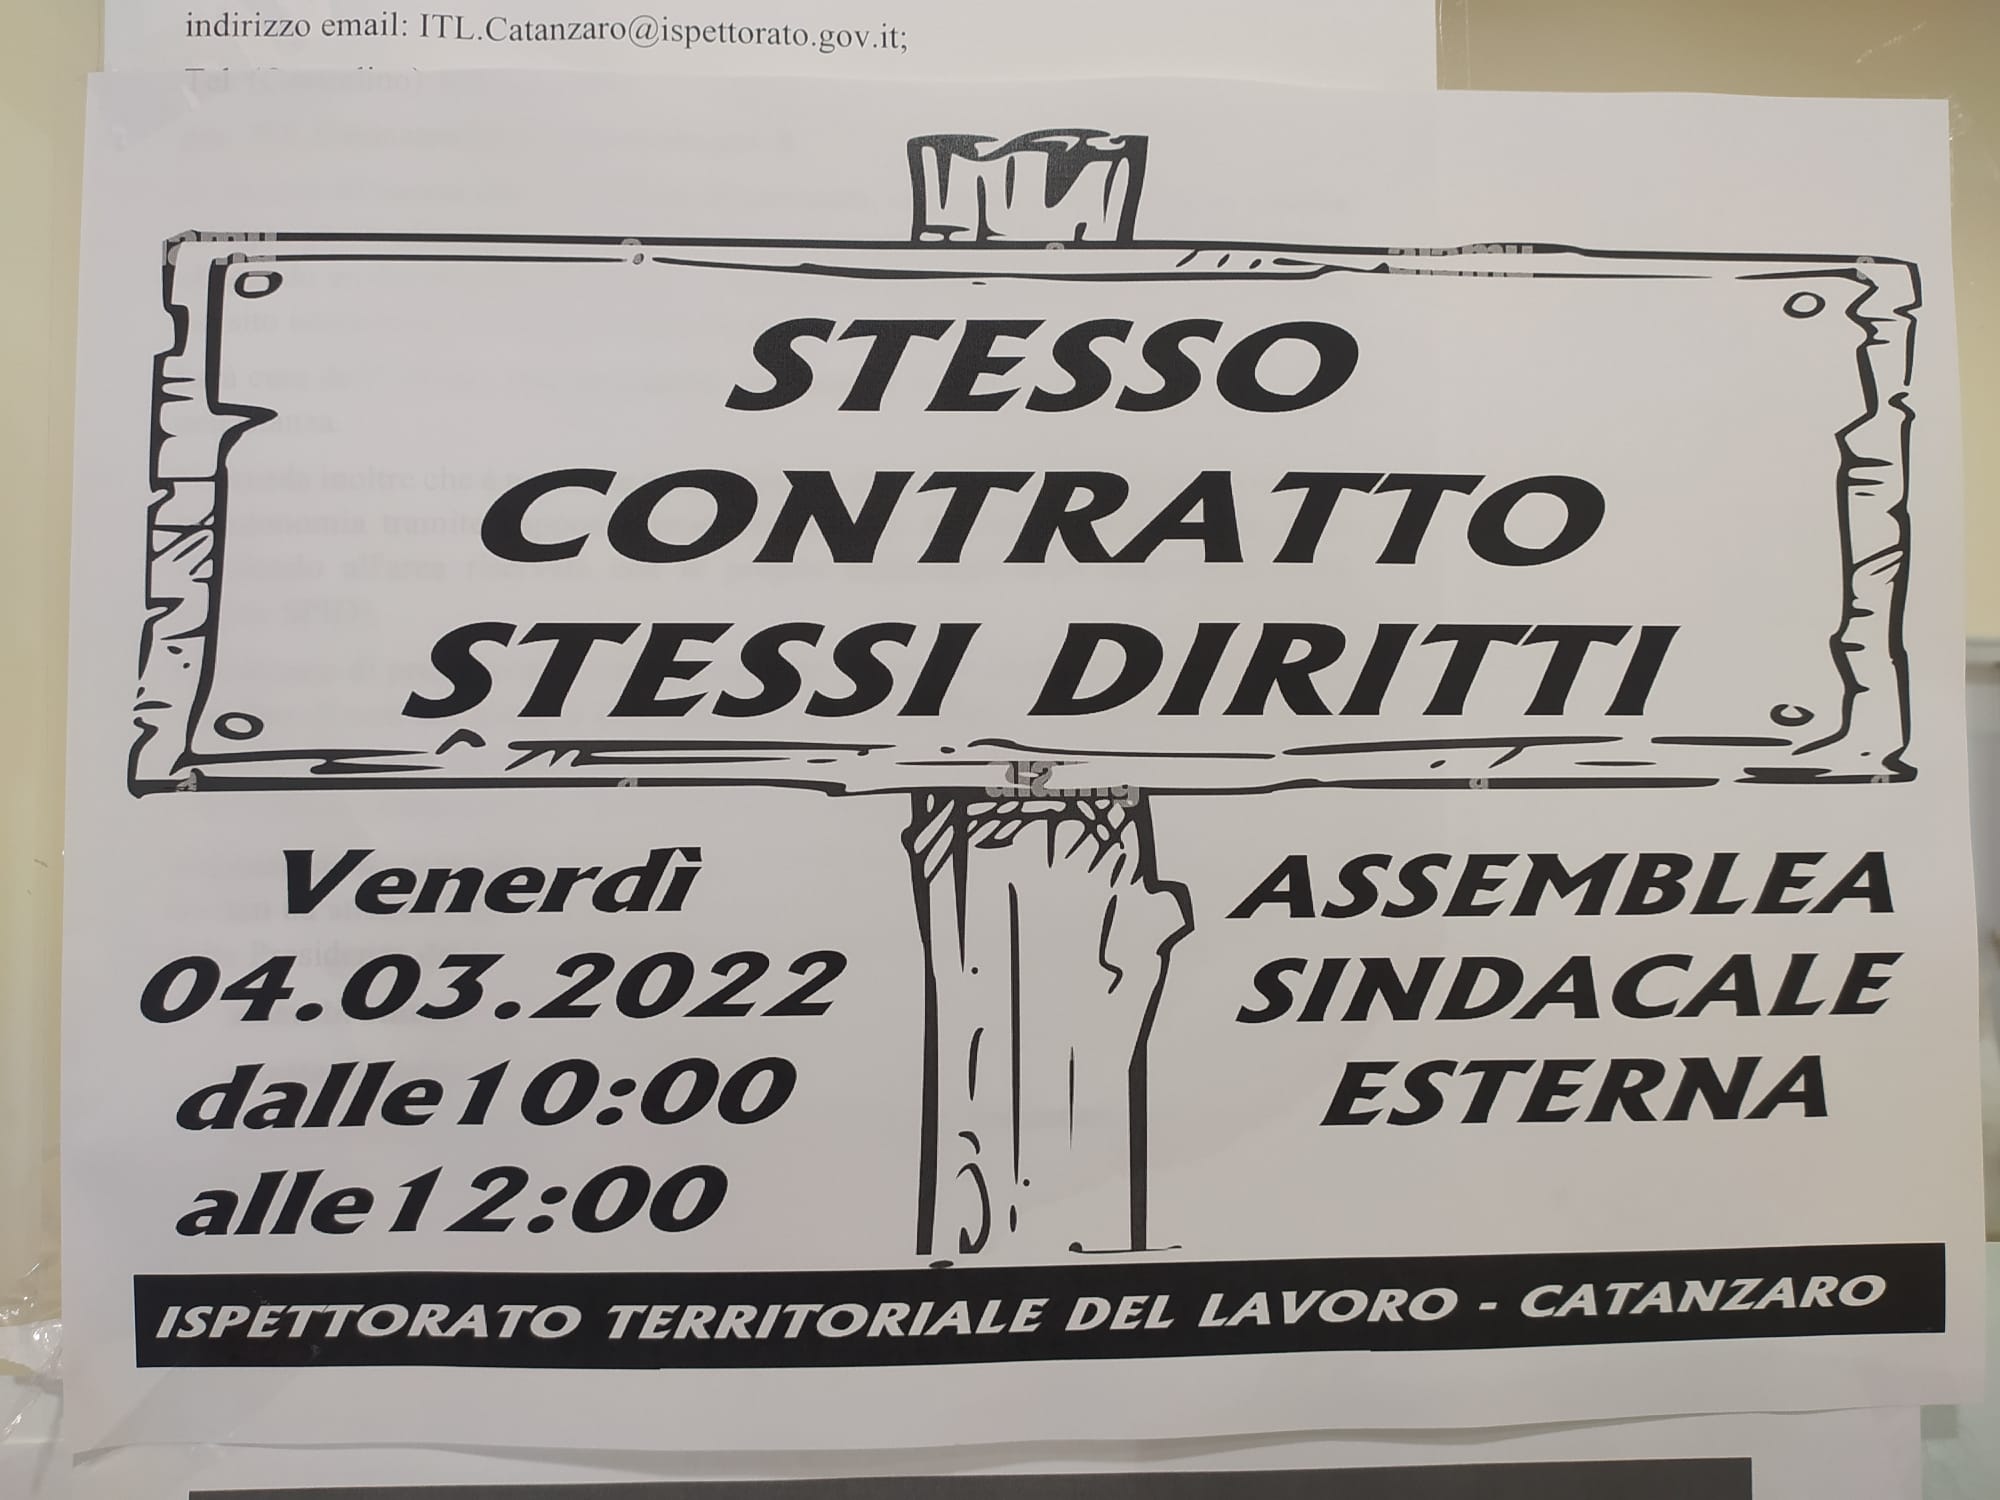 indirizzo email: ITL.Catanzaro@ispettorato.gov.it;
STESSO
CONTRATTO
STESSI DIRITTI
Venerdì
04.03.2022
dalle10:00
alle12:00
ASSEMBLEA
SINDACALE
ESTERNA
ISPETTORATO TERRITORIALE DEL LAVORO - CATANZARO